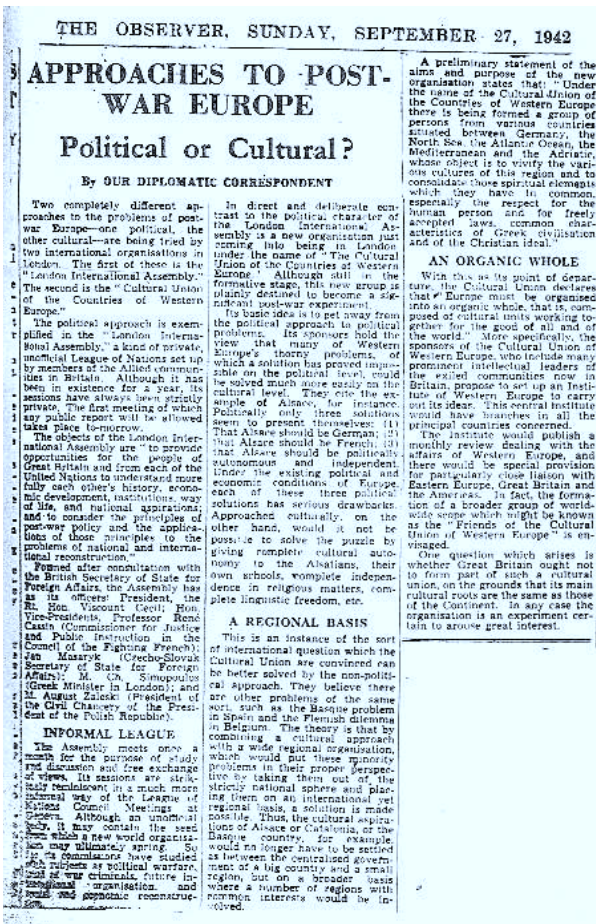 THE OBSERVER, SUNDAY, SEPTEMBER 27, 1942
APPROACHES TO POST-
WAR EUROPE
Political or Cultural?
By OUR DIPLOMATIC CORRESPONDENT
Two completely different ap-
proaches to the problems of post-
war Europe—one political, the
other cultural—are being tried by
two international organisations in
London. The first of these is the
"London International Assembly."
The second is the "Cultural Union
of the Countries of Western
Europe."
The political approach is exem-
plified in the "London Interna-
tional Assembly," a kind of private,
unofficial League of Nations set up
by members of the Allied communi-
ities in Britain. Although it has
been in existence for a year, its
sessions have always been strictly
private. The first meeting of which
any public report will be allowed
takes place to-morrow.
The objects of the London Inter-
national Assembly are "to provide
opportunities for the people of
Great Britain and from each of the
United Nations to understand more
fully each other's history, econo-
mic development, institutions, way
of life, and national aspirations;
and to consider the principles of
post-war policy and the applica-
tions of those principles to the
problems of national and interna-
tional reconstruction."
Founded after consultation with
the British Secretary of State for
Foreign Affairs, the Assembly has
as its officers: President, the
Rt. Hon. Viscount Cecil; Hon.
Vice-Presidents, Professor René
Cassin (Commissioner for Justice
and Public Instruction in the
Council of the Fighting French);
Jan Masaryk (Czecho-Slovak
Secretary of State for Foreign
Affairs); M. Ch. Simopoulos
(Greek Minister in London); and
M. August Zaleski (President of
the Civil Chancery of the Presi-
dent of the Polish Republic).
INFORMAL LEAGUE
The Assembly meets once a
month for the purpose of study
and discussion and free exchange
of views. Its sessions are strik-
ingly reminiscent in a much more
informal way of the League of
Nations Council Meetings at
Geneva. Although an unofficial
body, it may contain the seed
from which a new world organisa-
tion may ultimately spring. So
far its commissions have studied
such subjects as political warfare,
trial of war criminals, future in-
ternational organisation, and
social and economic reconstruc-
In direct and deliberate con-
trast to the political character of
the London International As-
sembly is a new organisation just
coming into being in London
under the name of "The Cultural
Union of the Countries of Western
Europe." Although still in the
formative stage, this new group is
plainly destined to become a sig-
nificant post-war experiment.
Its basic idea is to get away from
the political approach to political
problems. Its sponsors hold the
view that many of Western
Europe's thorny problems, of
which a solution has proved impos-
sible on the political level, could
be solved much more easily on the
cultural level. They cite the ex-
ample of Alsace, for instance.
Politically only three solutions
seem to present themselves: (1)
That Alsace should be German; (2)
that Alsace should be French; (3)
that Alsace should be politically
autonomous and independent.
Under the existing political and
economic conditions of Europe,
each of these three political
solutions has serious drawbacks.
Approached culturally, on the
other hand, would it not be
possible to solve the puzzle by
giving complete cultural auto-
nomy to the Alsatians, their
own schools, complete indepen-
dence in religious matters, com-
plete linguistic freedom, etc.
A REGIONAL BASIS
This is an instance of the sort
of international question which the
Cultural Union are convinced can
be better solved by the non-politi-
cal approach. They believe there
are other problems of the same
sort, such as the Basque problem
in Spain and the Flemish dilemma
in Belgium. The theory is that by
combining a cultural approach
with a wide regional organisation,
which would put these minority
problems in their proper perspec-
tive by taking them out of the
strictly national sphere and plac-
ing them on an international yet
regional basis, a solution is made
possible. Thus, the cultural aspira-
tions of Alsace or Catalonia, or the
Basque country, for example,
would no longer have to be settled
as between the centralised govern-
ment of a big country and a small
region, but on a broader basis
where a number of regions with
common interests would be in-
volved.
A preliminary statement of the
aims and purpose of the new
organisation states that: "Under
the name of the Cultural Union of
the Countries of Western Europe
there is being formed a group of
persons from various countries
situated between Germany, the
North Sea, the Atlantic Ocean, the
Mediterranean and the Adriatic,
whose object is to vivify the vari-
ous cultures of this region and to
consolidate those spiritual elements
which they have in common,
especially the respect for the
human person and for freely
accepted laws, common char-
acteristics of Greek civilisation
and of the Christian ideal."
AN ORGANIC WHOLE
With this as its point of depar-
ture, the Cultural Union declares
that "Europe must be organised
into an organic whole, that is, com-
posed of cultural units working to-
gether for the good of all and of
the world." More specifically, the
sponsors of the Cultural Union of
Western Europe, who include many
prominent intellectual leaders of
the exiled communities now in
Britain, propose to set up an Insti-
tute of Western Europe to carry
out its ideas. This central institute
would have branches in all the
principal countries concerned.
The Institute would publish a
monthly review dealing with the
affairs of Western Europe, and
there would be special provision
for particularly close liaison with
Eastern Europe, Great Britain and
the Americas. In fact, the forma-
tion of a broader group of world-
wide scope which might be known
as the "Friends of the Cultural
Union of Western Europe" is en-
visaged.
One question which arises is
whether Great Britain ought not
to form part of such a cultural
union, on the grounds that its main
cultural roots are the same as those
of the Continent. In any case the
organisation is an experiment cer-
tain to arouse great interest.